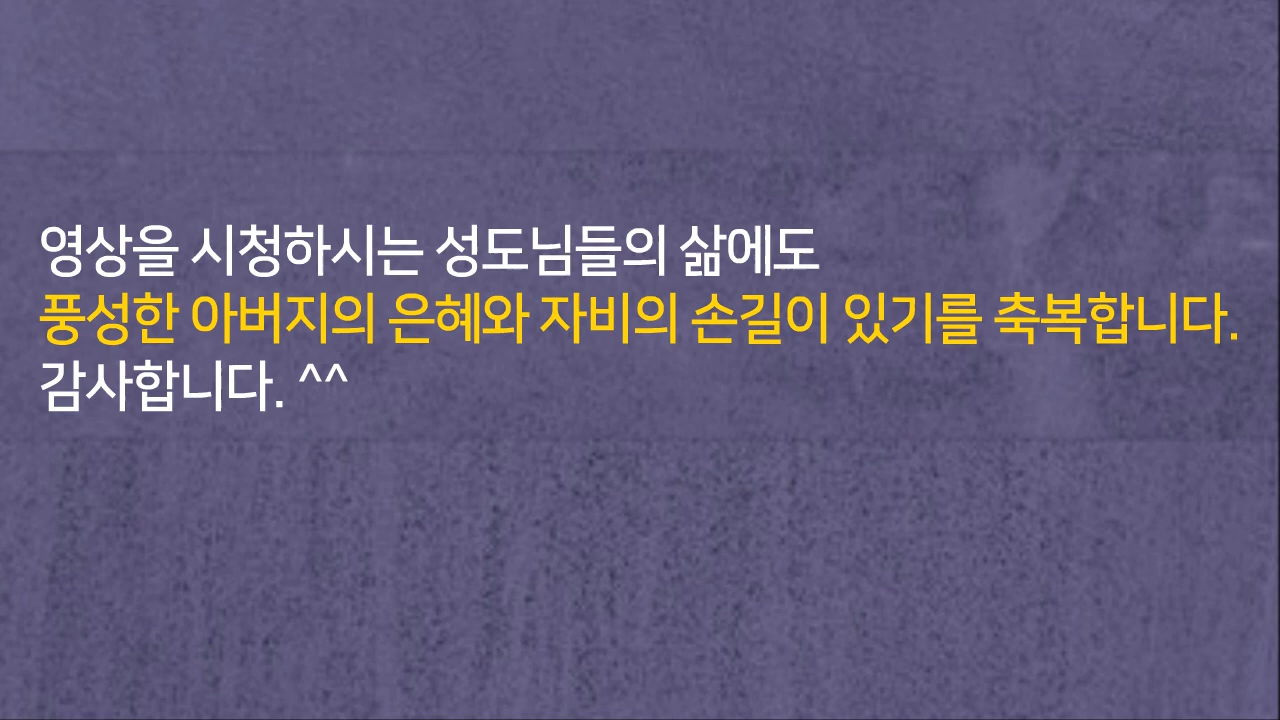 영상을 시청하시는 성도님들의 삶에도
풍성한 아버지의 은혜와 자비의 손길이 있기를 축복합니다.
감사합니다. ^^